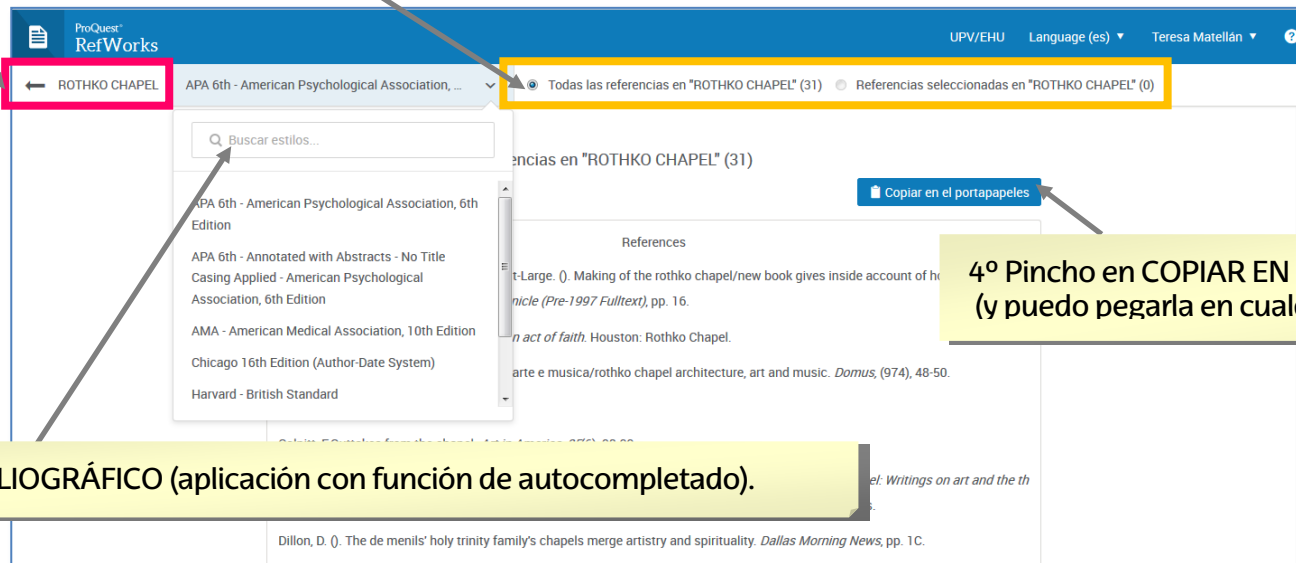 ProQuest
RefWorks
UPV/EHU Language (es) Teresa Matellán
ROTHKO CHAPEL APA 6th - American Psychological Association, ... Todas las referencias en "ROTHKO CHAPEL" (31) Referencias seleccionadas en "ROTHKO CHAPEL" (0)
Buscar estilos...
encias en "ROTHKO CHAPEL" (31)
Copiar en el portapapeles
APA 6th - American Psychological Association, 6th
Edition
APA 6th - Annotated with Abstracts - No Title
Casing Applied - American Psychological
Association, 6th Edition
AMA - American Medical Association, 10th Edition
Chicago 16th Edition (Author-Date System)
Harvard - British Standard
References
t-Large. (). Making of the rothko chapel/new book gives inside account of
nicle (Pre-1997 Fulltext), pp. 16.
n act of faith. Houston: Rothko Chapel.
arte e musica/rothko chapel architecture, art and music. Domus, (974), 48-50.
4º Pincho en COPIAR EN
(y puedo pegarla en
LIOGRÁFICO (aplicación con función de autocompletado).
el: Writings on art and the th
Dillon, D. (). The de menils' holy trinity family's chapels merge artistry and spirituality. Dallas Morning News, pp. 1C.